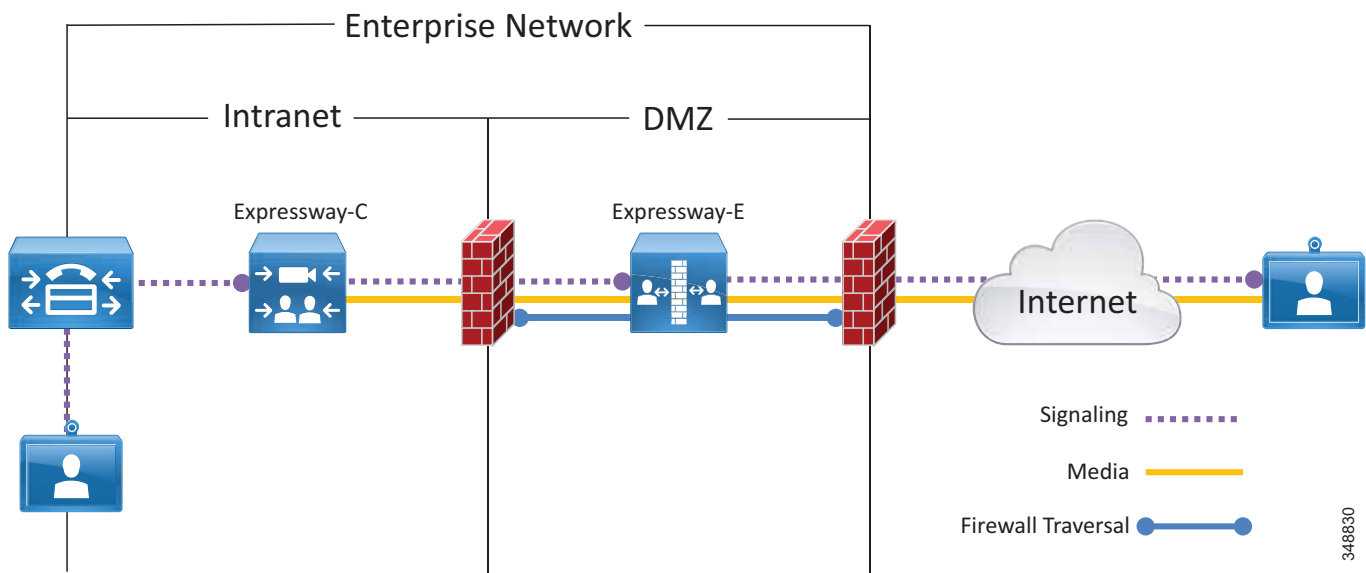 Enterprise Network
Intranet
DMZ
Expressway-C
Expressway-E
Internet
Signaling
Media
Firewall Traversal
348830